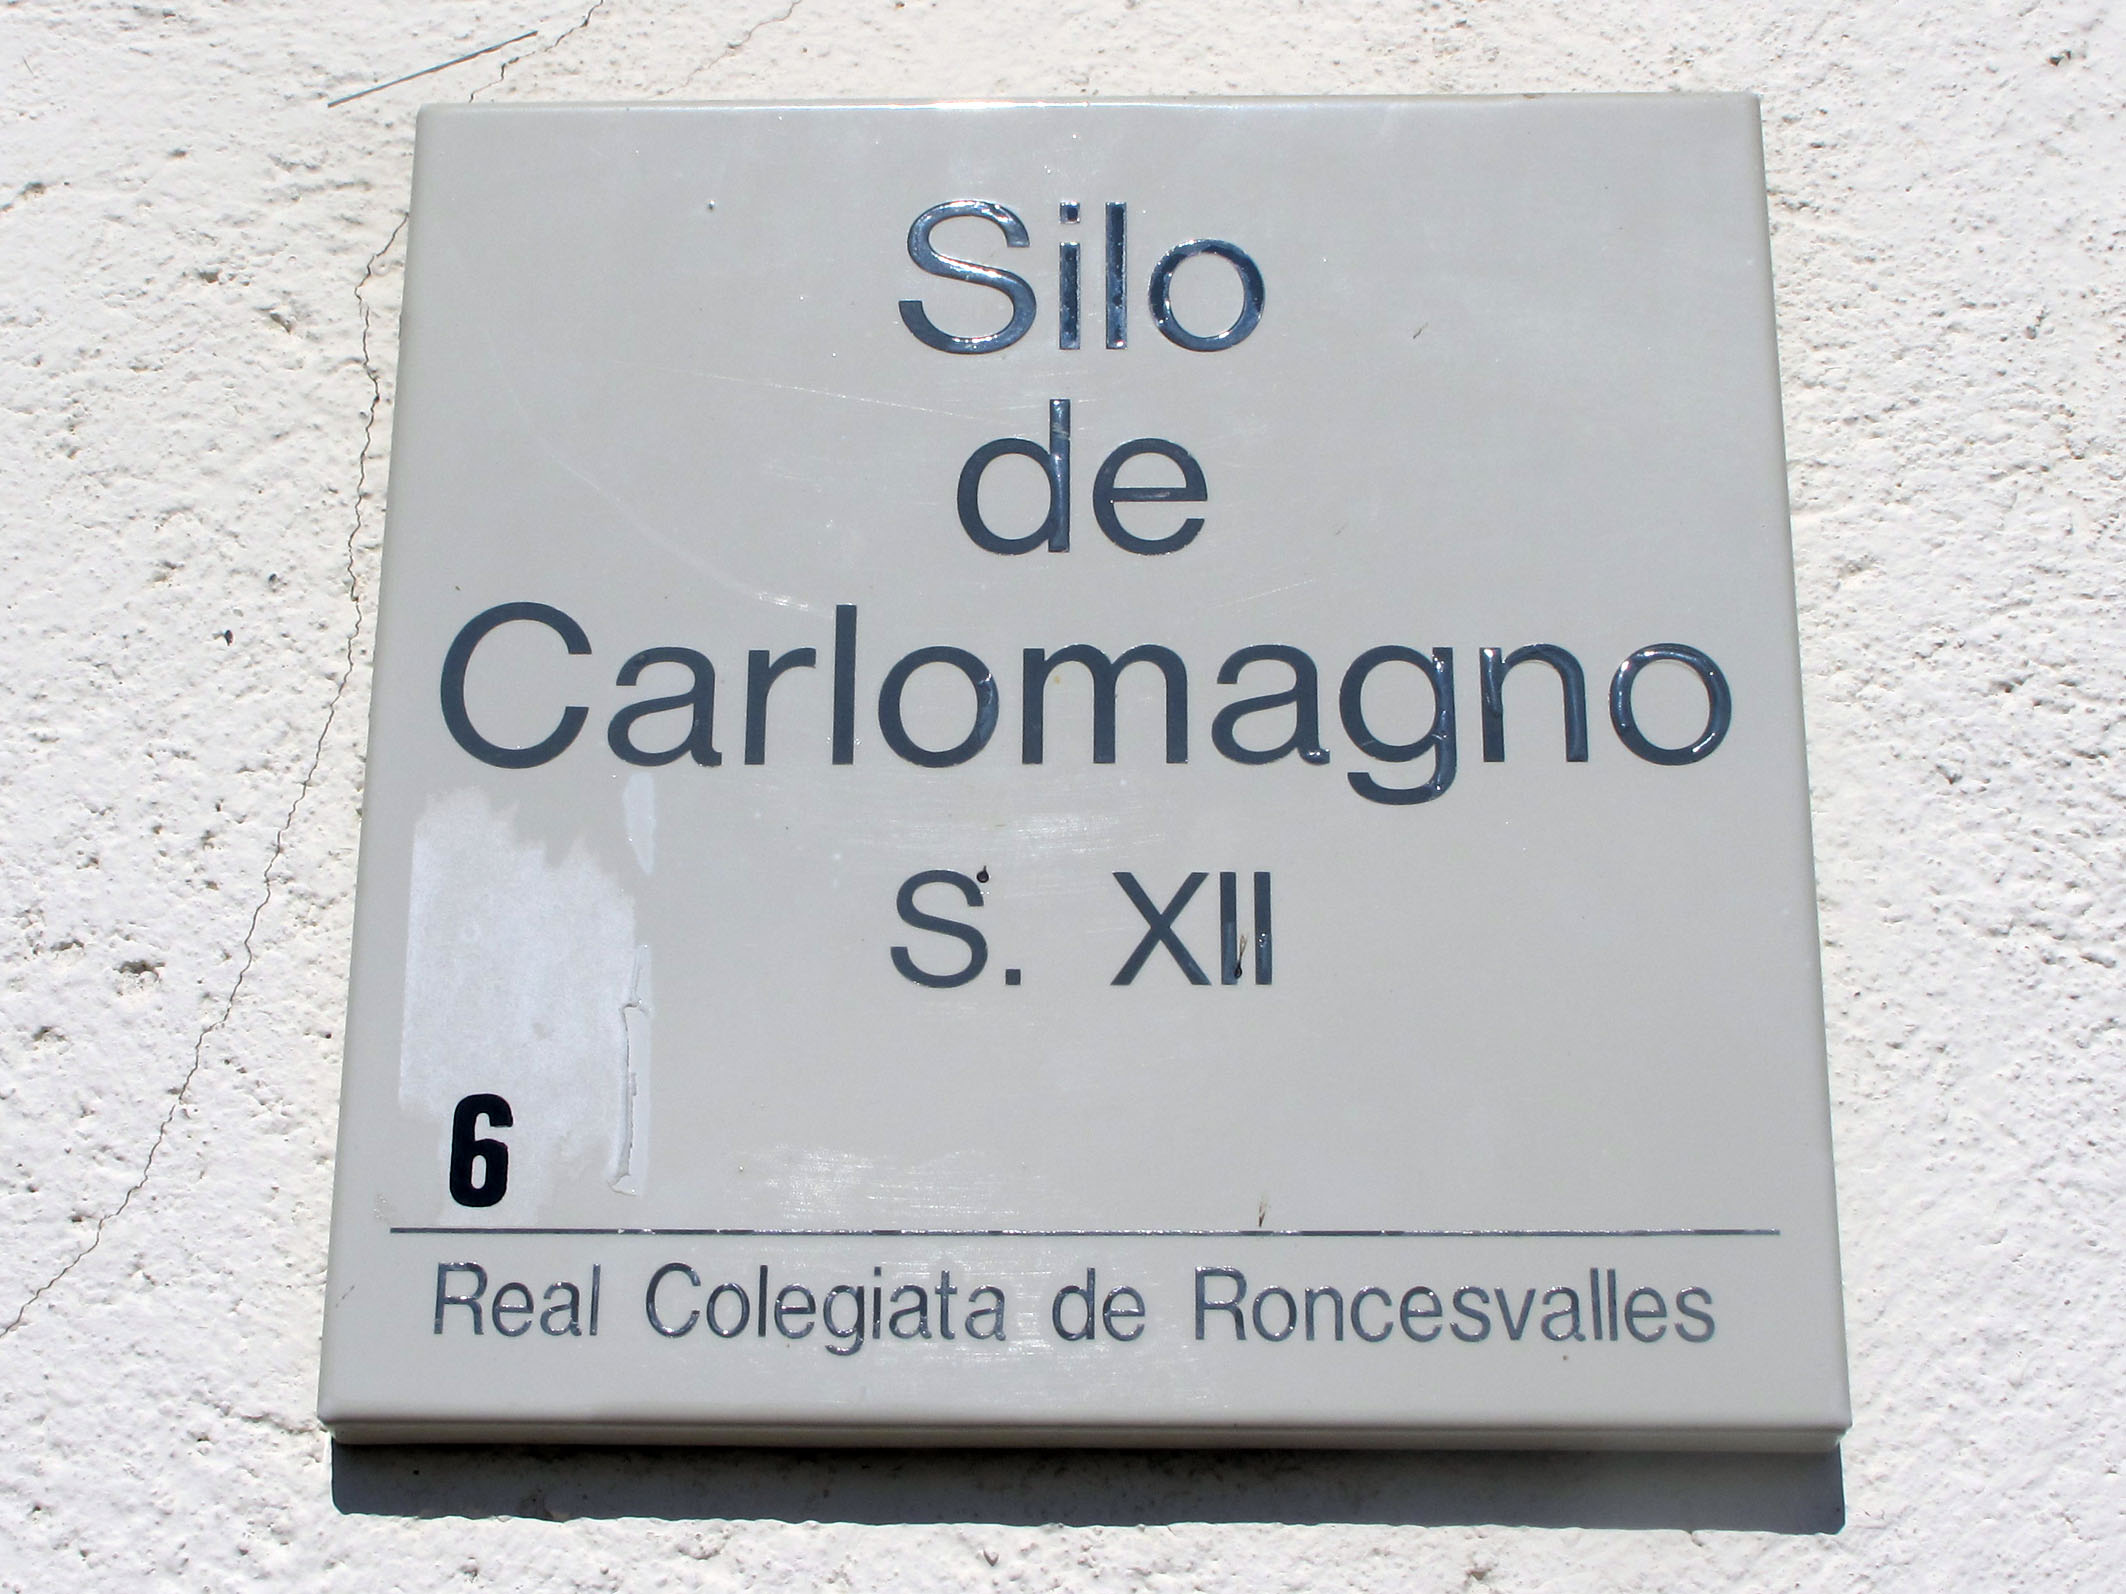 Silo
de
Carlomagno
S. XII
6
Real Colegiata de Roncesvalles